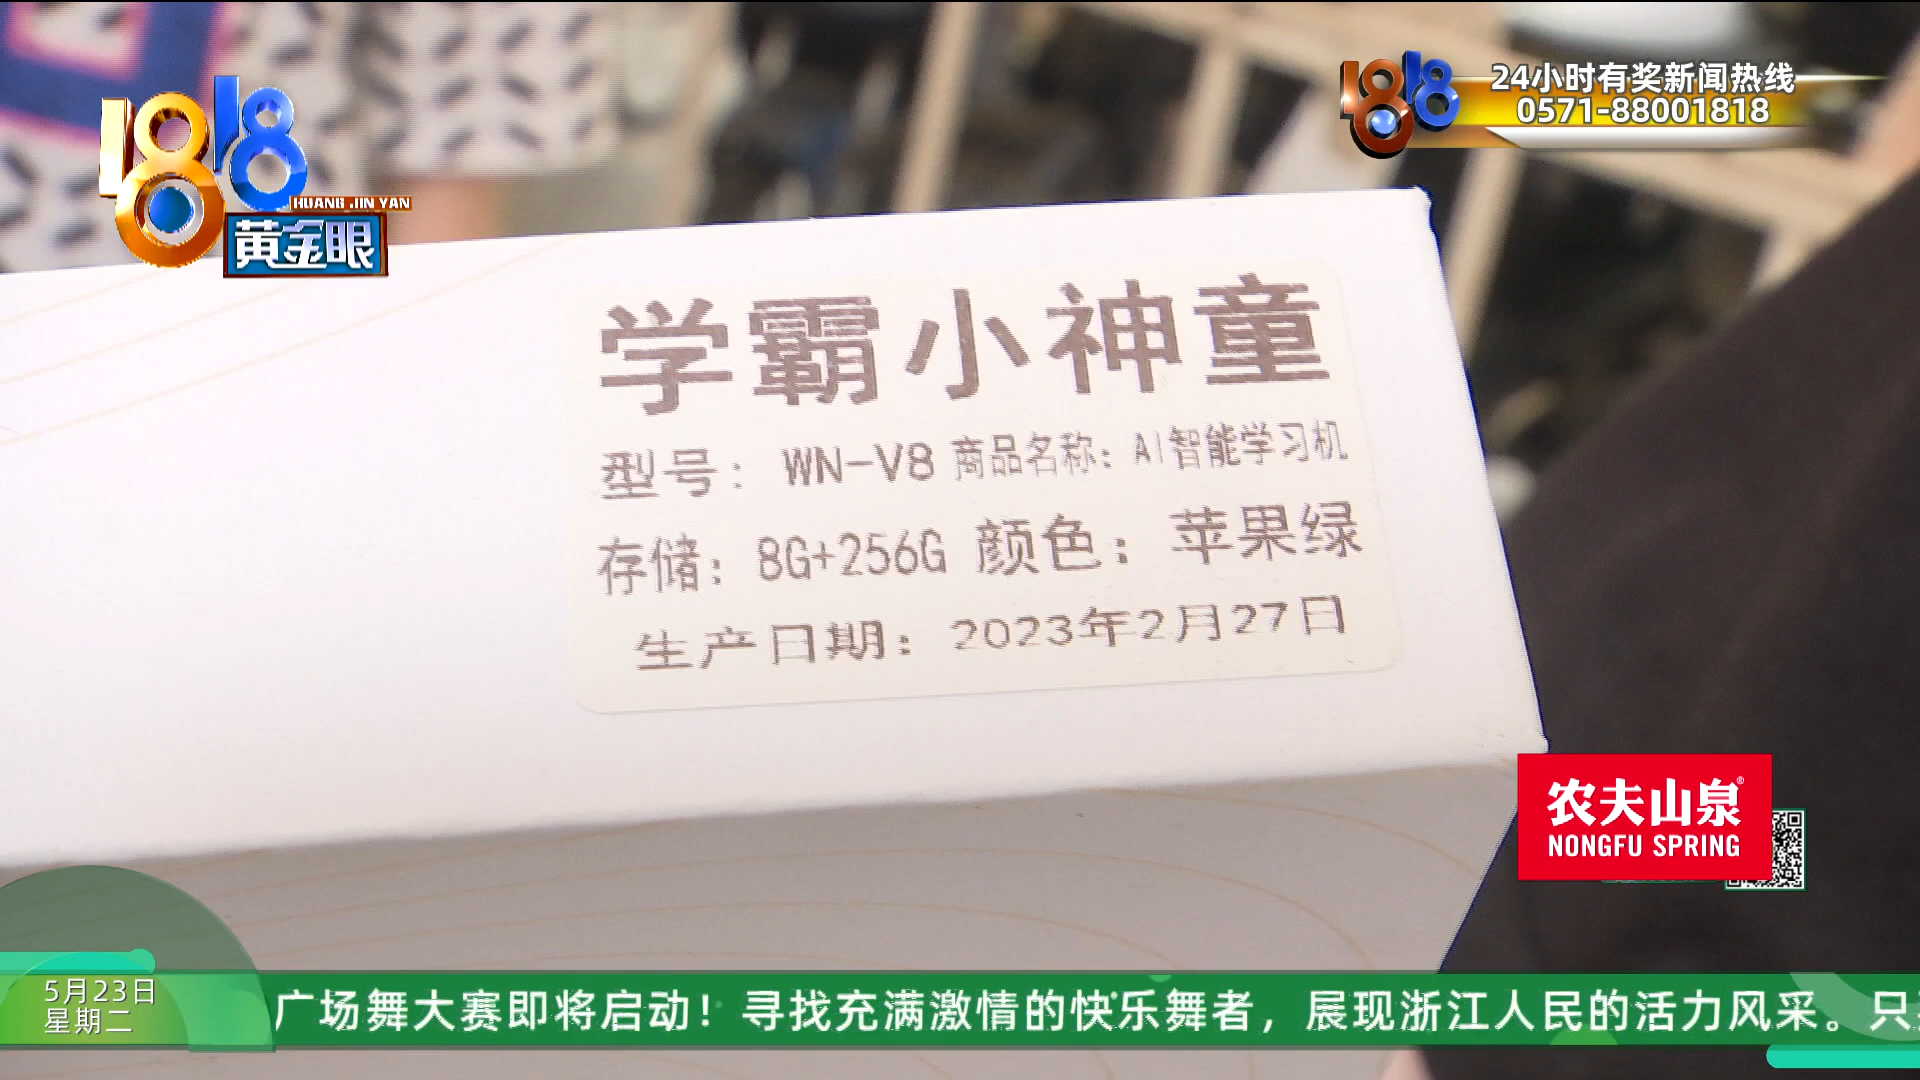 1818
HUANG JIN YAN
黄金眼
1818
24小时有奖新闻热线
0571-88001818
学霸小神童
型号：WN-V8 商品名称：AI智能学习机
存储：8G+256G 颜色：苹果绿
生产日期：2023年2月27日
农夫山泉®
NONGFU SPRING
5月23日
星期二
广场舞大赛即将启动！寻找充满激情的快乐舞者，展现浙江人民的活力风采。只